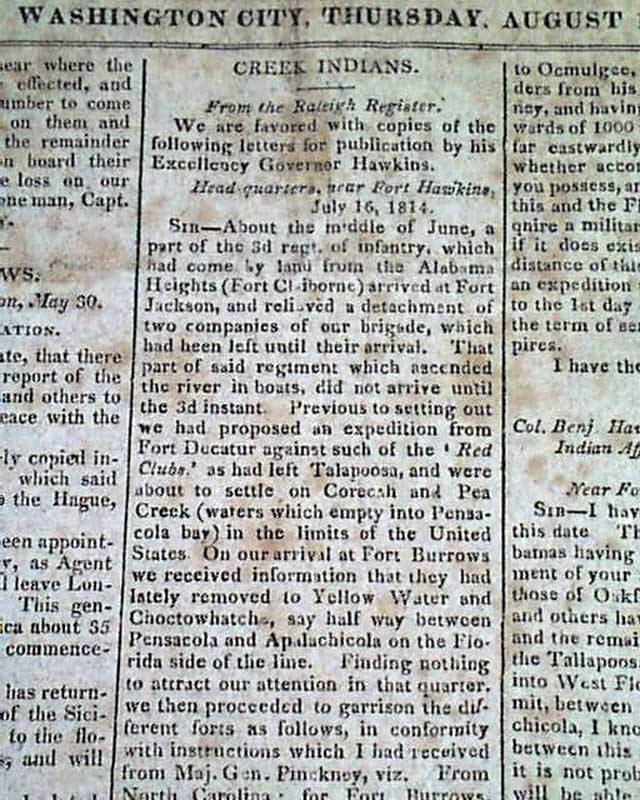 WASHINGTON CITY, THURSDAY, AUGUST
ear where the
effected, and
umber to come
on them and
the remainder
n board their
e loss on our
one man, Capt.
WS.
on, May 30.
ATION.
ate, that there
report of the
and others to
eace with the
ly copied in-
which said
the Hague,
een appoint-
y, as Agent
l leave Lon-
This gen-
ica about 35
commence-
has return-
of the Sici-
to the flo-
s, and will
CREEK INDIANS.
From the Raleigh Register.
We are favored with copies of the
following letters for publication by his
Excellency Governor Hawkins.
Head-quarters, near Fort Hawkins,
July 16, 1814.
SIR—About the middle of June, a
part of the 3d regt. of infantry, which
had come by land from the Alabama
Heights (Fort Claiborne) arrived at Fort
Jackson, and relieved a detachment of
two companies of our brigade, which
had been left until their arrival. That
part of said regiment which ascended
the river in boats, did not arrive until
the 3d instant. Previous to setting out
we had proposed an expedition from
Fort Decatur against such of the 'Red
Clubs.' as had left Talapoosa, and were
about to settle on and Pea
Creek (waters which empty into Pensa-
cola bay) in the limits of the United
States. On our arrival at Fort Burrows
we received information that they had
lately removed to Yellow Water and
say half way between
Pensacola and Apalachicola on the Flo-
rida side of the line. Finding nothing
to attract our attention in that quarter,
we then proceeded to garrison the dif-
ferent forts as follows, in conformity
with instructions which I had received
from Maj. Gen. Pinckney, viz. From
North Carolina: for Fort Burrows,
to Ocmulgee,
ders from his
ney, and having
wards of 1000
far eastwardly
whether accor
you possess, an
this and the Fl
quire a militar
if it does exis
distance of this
an expedition
to the 1st day
the term of ser
pires.
I have the
Col. Benj. Haw
Indian Af
Near Fo
SIR—I hav
this date Th
bamas having
ment of your
those of Oakf
and others hav
and the remai
the Tallapoos
into West Flo
mit, between
chicola, I kno
between this
it is not prob
will be able